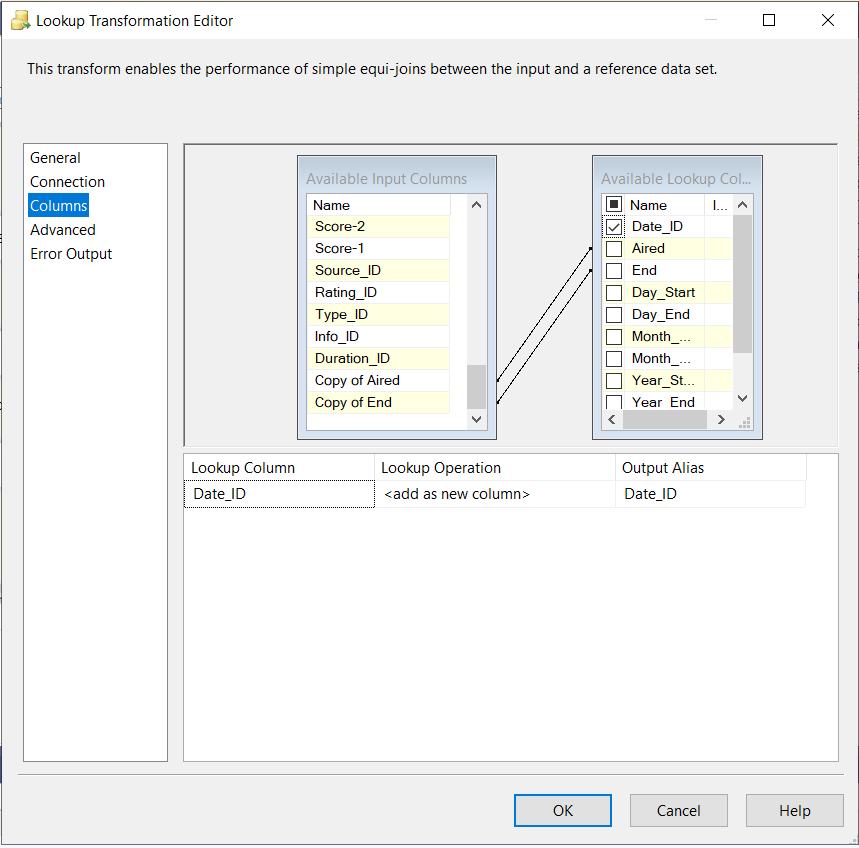 Lookup Transformation Editor
This transform enables the performance of simple equi-joins between the input and a reference data set.
General
Connection
Columns
Advanced
Error Output
Available Input Columns
Name
Score-2
Score-1
Source_ID
Rating_ID
Type_ID
Info_ID
Duration_ID
Copy of Aired
Copy of End
Available Lookup Col...
Name I...
Date_ID
Aired
End
Day_Start
Day_End
Month_...
Month_...
Year_St...
Year_End
Lookup Column Lookup Operation Output Alias
Date_ID <add as new column> Date_ID
OK Cancel Help